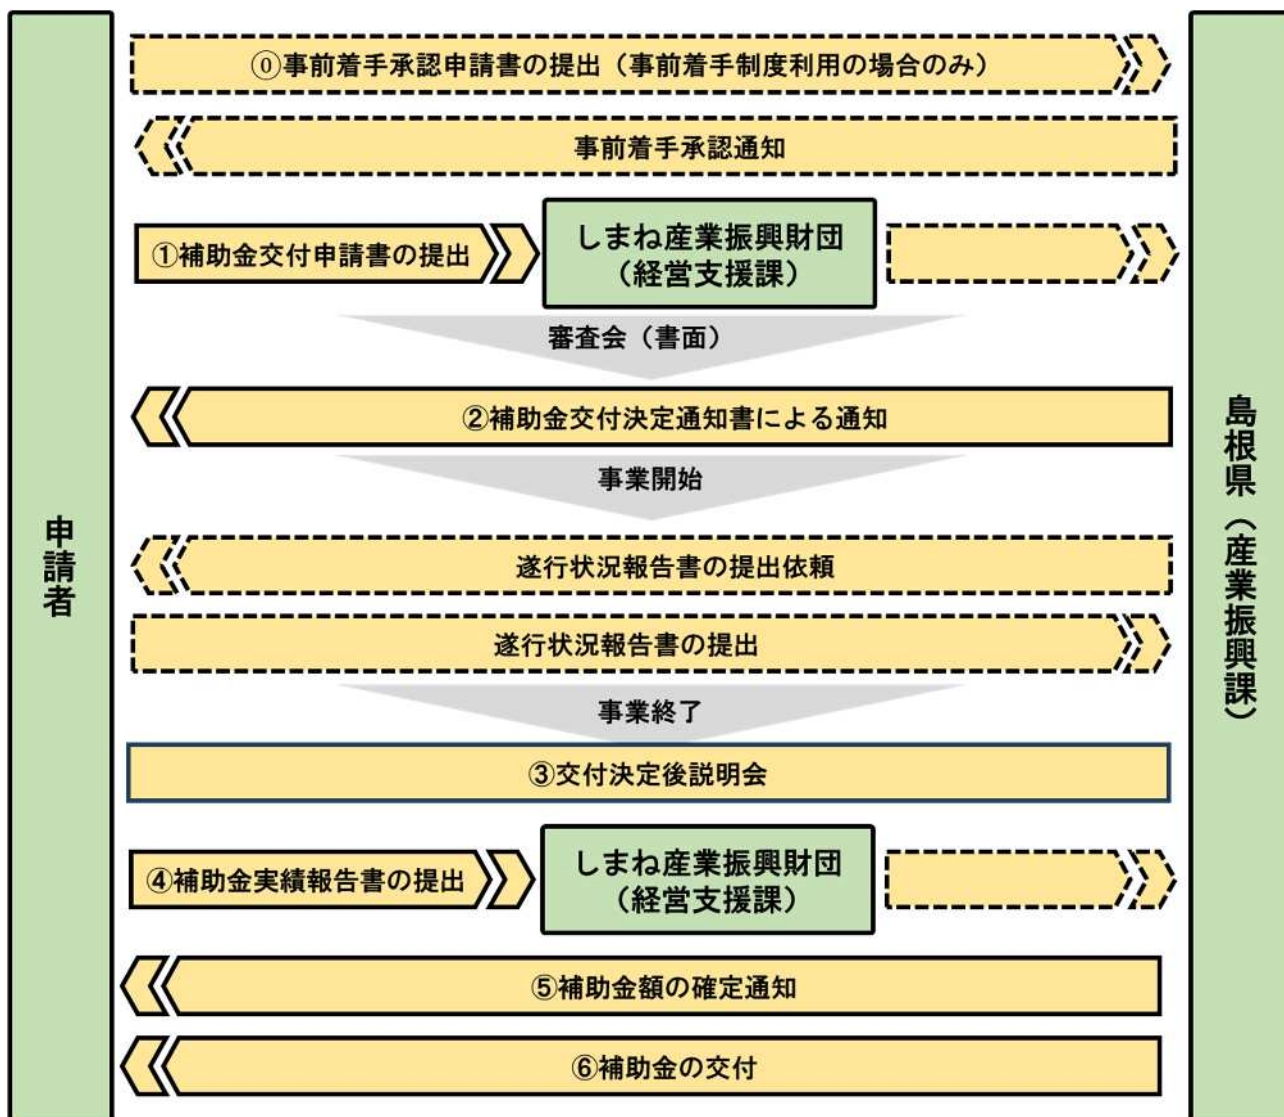 ⓪事前着手承認申請書の提出（事前着手制度利用の場合のみ）
事前着手承認通知
①補助金交付申請書の提出
しまね産業振興財団
（経営支援課）
審査会（書面）
②補助金交付決定通知書による通知
事業開始
申請者
島根県（産業振興課）
遂行状況報告書の提出依頼
遂行状況報告書の提出
事業終了
③交付決定後説明会
④補助金実績報告書の提出
しまね産業振興財団
（経営支援課）
⑤補助金額の確定通知
⑥補助金の交付